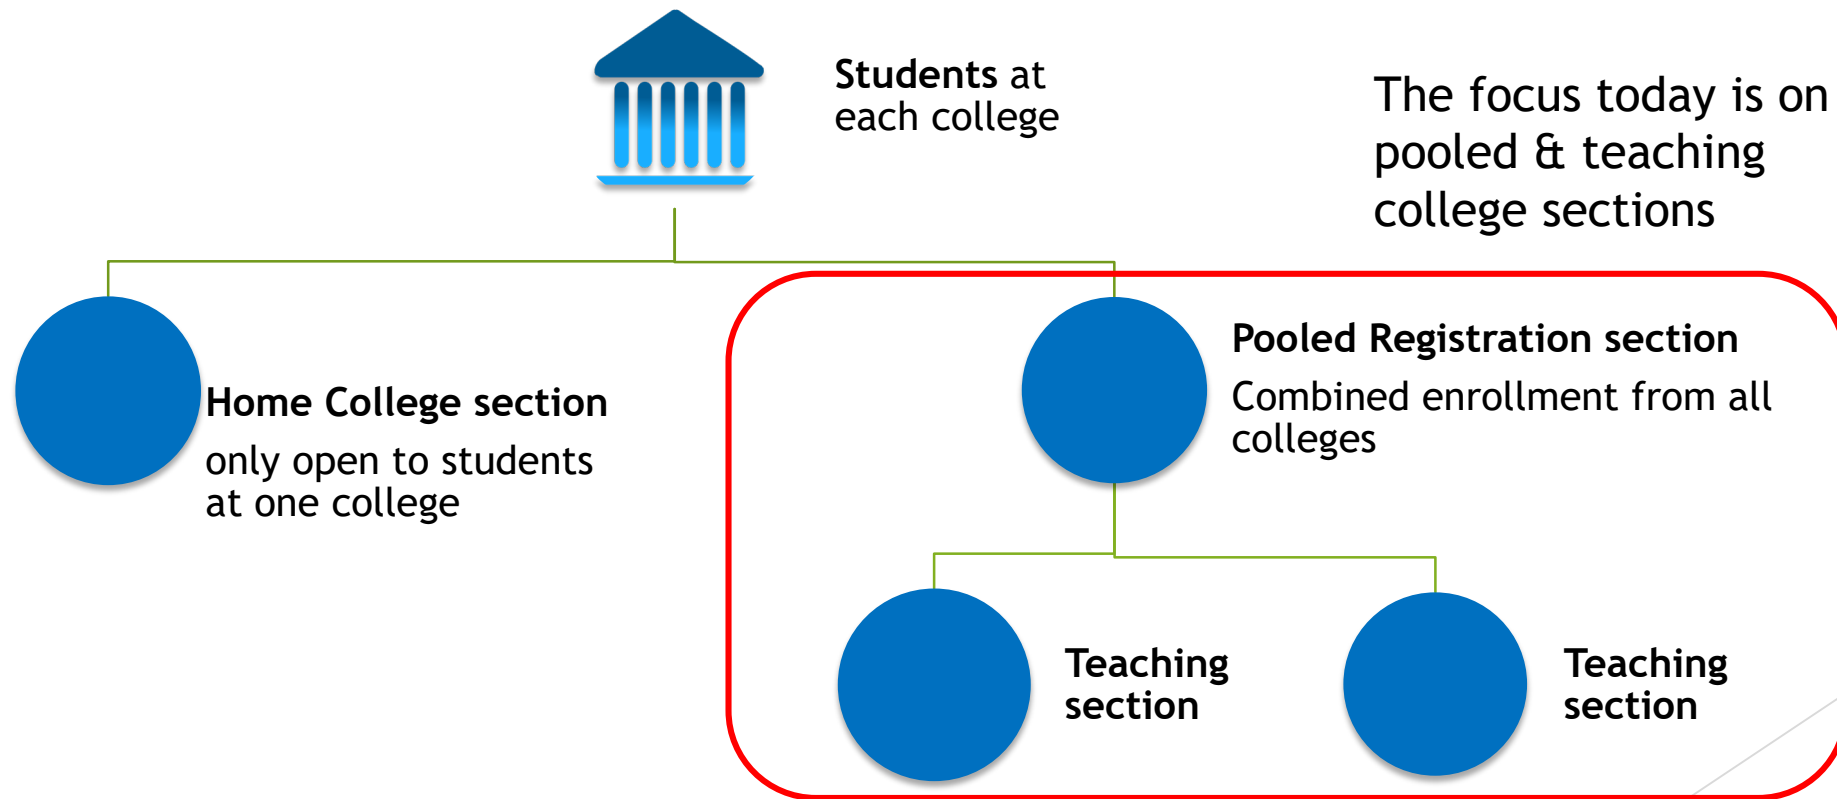 Students at
each college
The focus today is on
pooled & teaching
college sections
Home College section
only open to students
at one college
Pooled Registration section
Combined enrollment from all
colleges
Teaching
section
Teaching
section